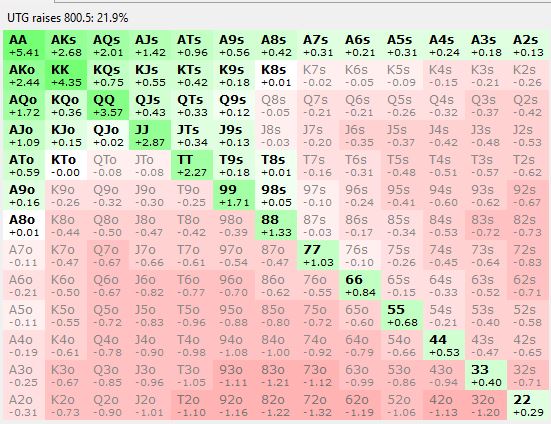 UTG raises 800.5: 21.9%
AA AKs AQs AJs ATs A9s A8s A7s A6s A5s A4s A3s A2s
+5.41 +2.68 +2.01 +1.42 +0.96 +0.56 +0.42 +0.31 +0.21 +0.31 +0.24 +0.18 +0.13
AKo KK KQs KJs KTs K9s K8s K7s K6s K5s K4s K3s K2s
+2.44 +4.35 +0.75 +0.55 +0.42 +0.18 +0.01 -0.02 -0.05 -0.09 -0.15 -0.21 -0.26
AQo KQo QQ QJs QTs Q9s Q8s Q7s Q6s Q5s Q4s Q3s Q2s
+1.72 +0.36 +3.57 +0.43 +0.33 +0.12 -0.05 -0.21 -0.21 -0.26 -0.32 -0.37 -0.42
AJo KJo QJo JJ JTs J9s J8s J7s J6s J5s J4s J3s J2s
+1.09 +0.15 +0.02 +2.87 +0.34 +0.13 -0.03 -0.20 -0.35 -0.37 -0.42 -0.48 -0.53
ATo KTo QTo JTo TT T9s T8s T7s T6s T5s T4s T3s T2s
+0.59 -0.00 -0.08 -0.08 +2.27 +0.18 +0.01 -0.16 -0.31 -0.48 -0.51 -0.57 -0.62
A9o K9o Q9o J9o T9o 99 98s 97s 96s 95s 94s 93s 92s
+0.16 -0.26 -0.32 -0.30 -0.25 +1.71 +0.05 -0.10 -0.24 -0.41 -0.60 -0.62 -0.67
A8o K8o Q8o J8o T8o 98o 88 87s 86s 85s 84s 83s 82s
+0.01 -0.44 -0.50 -0.47 -0.42 -0.39 +1.33 -0.03 -0.17 -0.34 -0.53 -0.72 -0.73
A7o K7o Q7o J7o T7o 97o 87o 77 76s 75s 74s 73s 72s
-0.11 -0.47 -0.67 -0.66 -0.61 -0.54 -0.47 +1.03 -0.10 -0.26 -0.45 -0.64 -0.83
A6o K6o Q6o J6o T6o 96o 86o 76o 66 65s 64s 63s 62s
-0.21 -0.50 -0.67 -0.82 -0.77 -0.70 -0.62 -0.55 +0.84 -0.15 -0.33 -0.52 -0.71
A5o K5o Q5o J5o T5o 95o 85o 75o 65o 55 54s 53s 52s
-0.11 -0.55 -0.72 -0.83 -0.96 -0.88 -0.80 -0.72 -0.60 +0.68 -0.21 -0.40 -0.58
A4o K4o Q4o J4o T4o 94o 84o 74o 64o 54o 44 43s 42s
-0.19 -0.61 -0.78 -0.90 -0.98 -1.08 -1.00 -0.92 -0.79 -0.66 +0.53 -0.47 -0.65
A3o K3o Q3o J3o T3o 93o 83o 73o 63o 53o 43o 33 32s
-0.25 -0.67 -0.85 -0.96 -1.05 -1.11 -1.21 -1.12 -0.99 -0.86 -0.94 +0.40 -0.71
A2o K2o Q2o J2o T2o 92o 82o 72o 62o 52o 42o 32o 22
-0.31 -0.73 -0.90 -1.01 -1.10 -1.16 -1.22 -1.32 -1.19 -1.06 -1.13 -1.20 +0.29